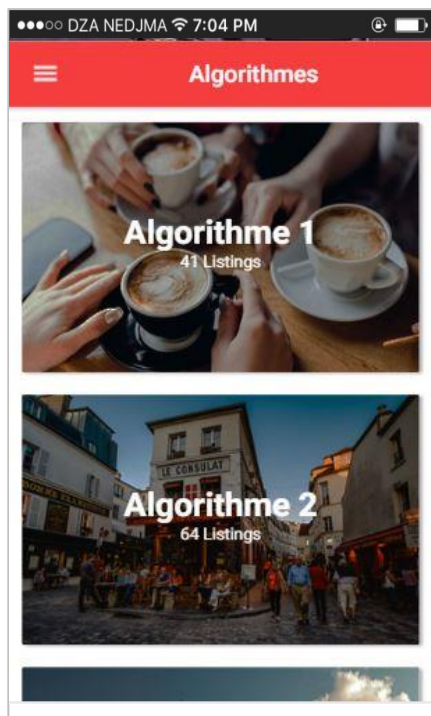 DZA NEDJMA 7:04 PM
Algorithmes
Algorithme 1
41 Listings
LE CONSULAT
Algorithme 2
64 Listings